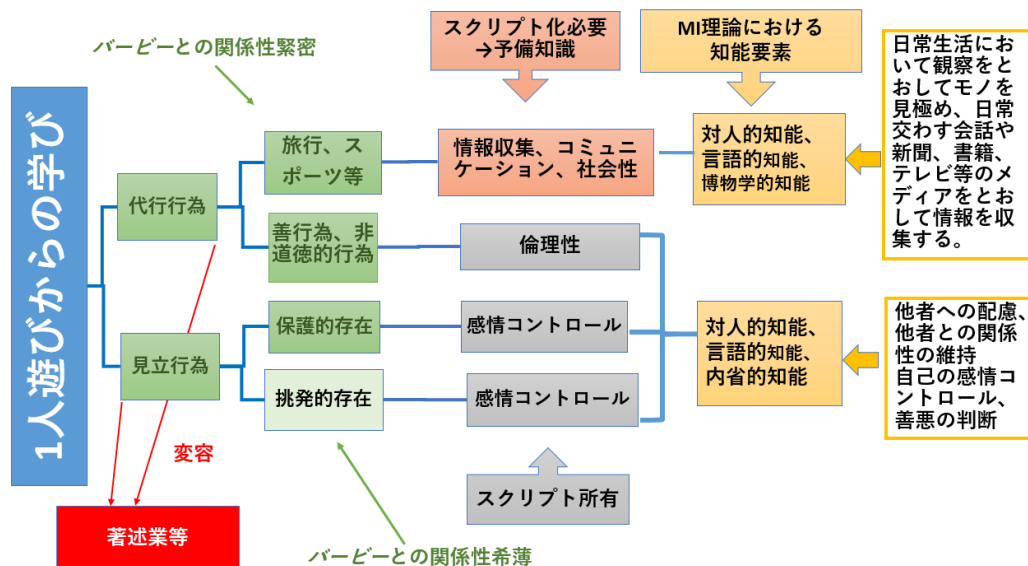 バービーとの関係性緊密
スクリプト化必要
→予備知識
MI理論における
知能要素
日常生活にお
いて観察をと
おしてモノを
見極め、日常
交わす会話や
新聞、書籍、
テレビ等のメ
ディアをとお
して情報を収
集する。
1人遊びからの学び
代行行為
旅行、ス
ポーツ等
情報収集、コミュニ
ケーション、社会性
対人的知能、
言語的知能、
博物学的知能
善行為、非
道徳的行為
倫理性
見立行為
保護的存在
感情コントロール
対人的知能、
言語的知能、
内省的知能
他者への配慮、
他者との関係
性の維持
自己の感情コ
ントロール、
善悪の判断
挑発的存在
感情コントロール
変容
スクリプト所有
著述業等
バービーとの関係性希薄